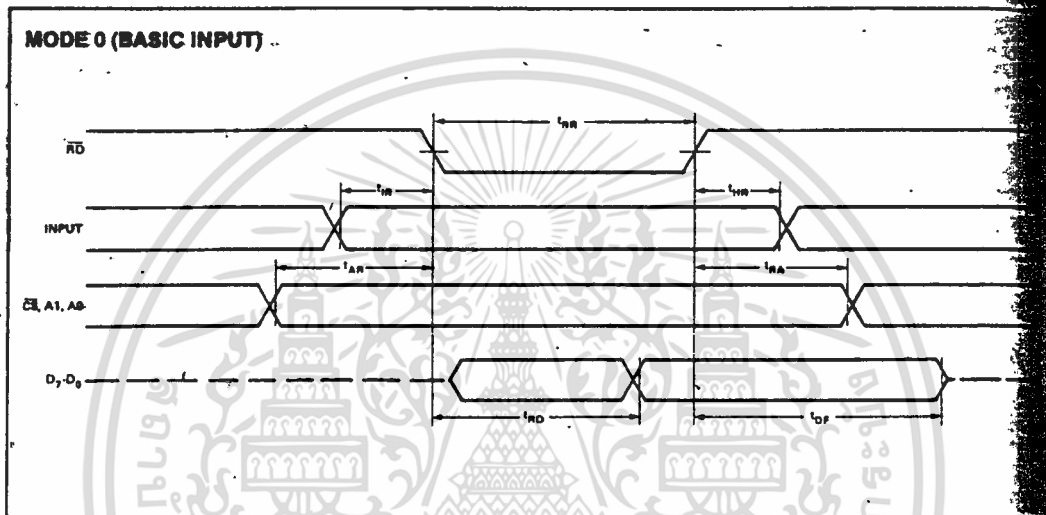 MODE 0 (BASIC INPUT)
tRR
RD
tIR
tHR
INPUT
tAR
tRA
CS, A1, A0
D7-D0
tRD
tDF